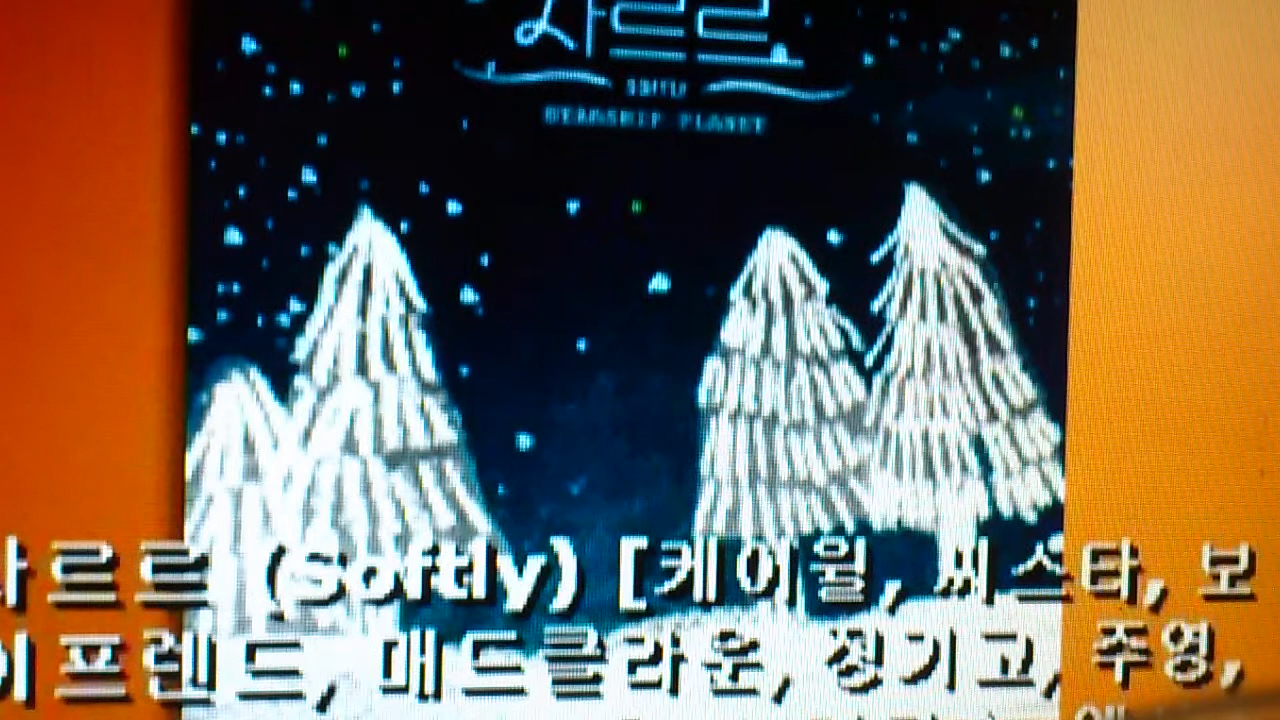 사르르
SOFTLY
STARSHIP PLANET
사르르 (Softly) [케이윌, 씨스타, 보
이프렌드, 매드클라운, 정기고, 주영,